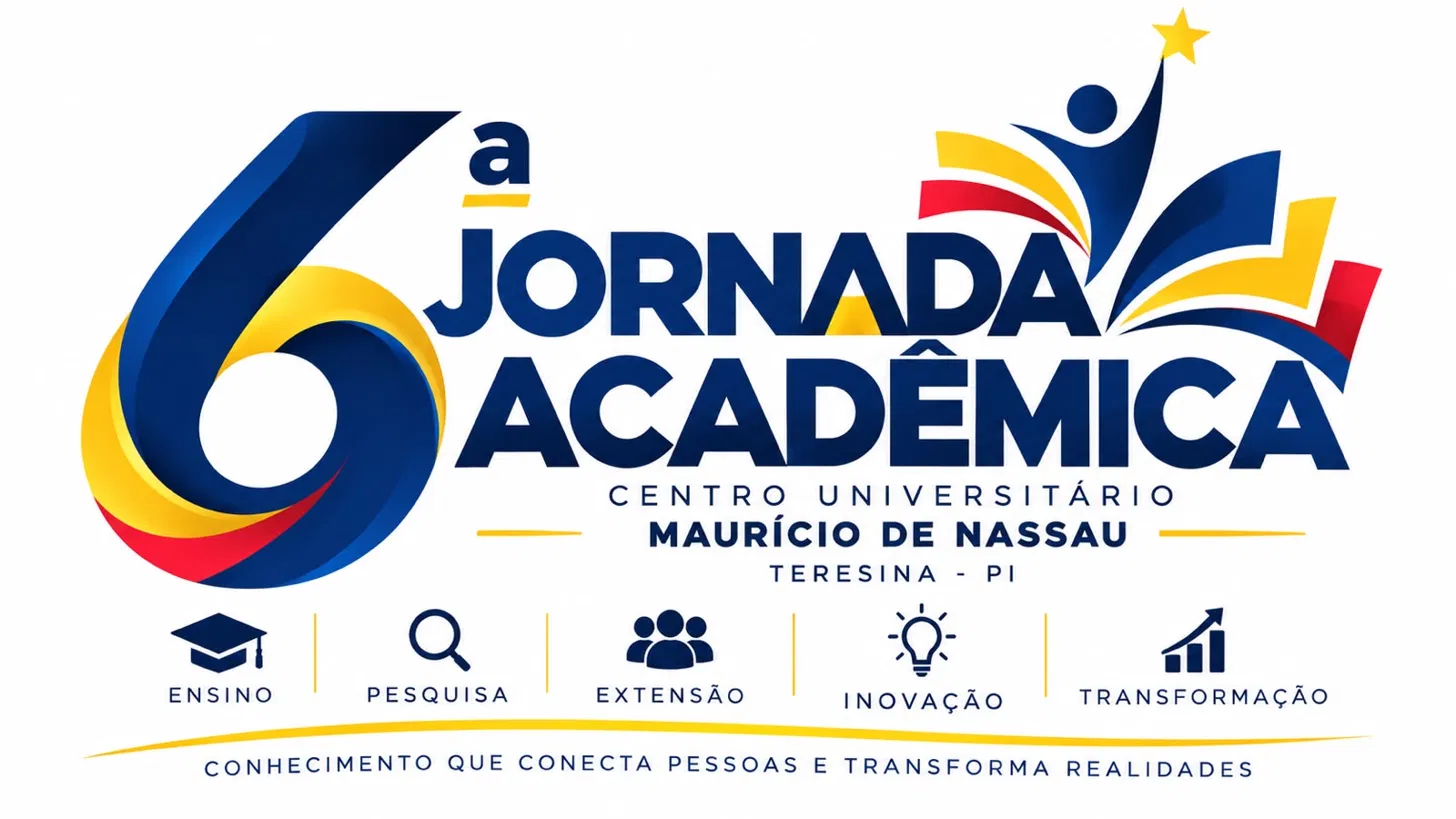 6ª
JORNADA
ACADÊMICA
CENTRO UNIVERSITÁRIO
MAURÍCIO DE NASSAU
TERESINA - PI
ENSINO
PESQUISA
EXTENSÃO
INOVAÇÃO
TRANSFORMAÇÃO
CONHECIMENTO QUE CONECTA PESSOAS E TRANSFORMA REALIDADES